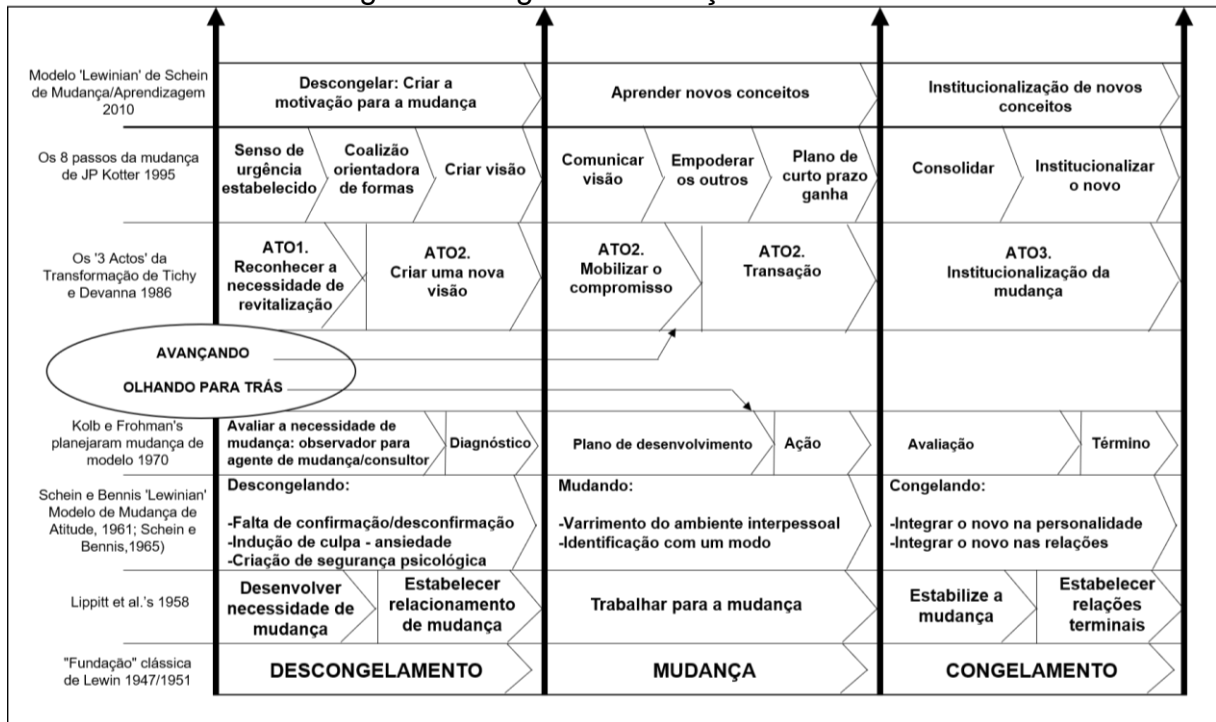 Modelo 'Lewinian' de Schein
de Mudança/Aprendizagem
2010
Descongelar: Criar a
motivação para a mudança
Aprender novos conceitos
Institucionalização de novos
conceitos
Os 8 passos da mudança
de JP Kotter 1995
Senso de
urgência
estabelecido
Coalizão
orientadora
de formas
Criar visão
Comunicar
visão
Empoderar
os outros
Plano de
curto prazo
ganha
Consolidar
Institucionalizar
o novo
Os '3 Actos' da
Transformação de Tichy
e Devanna 1986
ATO1.
Reconhecer a
necessidade de
revitalização
ATO2.
Criar uma nova
visão
ATO2.
Mobilizar o
compromisso
ATO2.
Transação
ATO3.
Institucionalização da
mudança
AVANÇANDO
OLHANDO PARA TRÁS
Kolb e Frohman's
planejaram mudança de
modelo 1970
Avaliar a necessidade de
mudança: observador para
agente de mudança/consultor
Diagnóstico
Plano de desenvolvimento
Ação
Avaliação
Término
Schein e Bennis 'Lewinian'
Modelo de Mudança de
Atitude, 1961; Schein e
Bennis,1965)
Descongelando:
-Falta de confirmação/desconfirmação
-Indução de culpa - ansiedade
-Criação de segurança psicológica
Mudando:
-Varrimento do ambiente interpessoal
-Identificação com um modo
Congelando:
-Integrar o novo na personalidade
-Integrar o novo nas relações
Lippitt et al.'s 1958
Desenvolver
necessidade de
mudança
Estabelecer
relacionamento
de mudança
Trabalhar para a mudança
Estabilize a
mudança
Estabelecer
relações
terminais
"Fundação" clássica
de Lewin 1947/1951
DESCONGELAMENTO
MUDANÇA
CONGELAMENTO